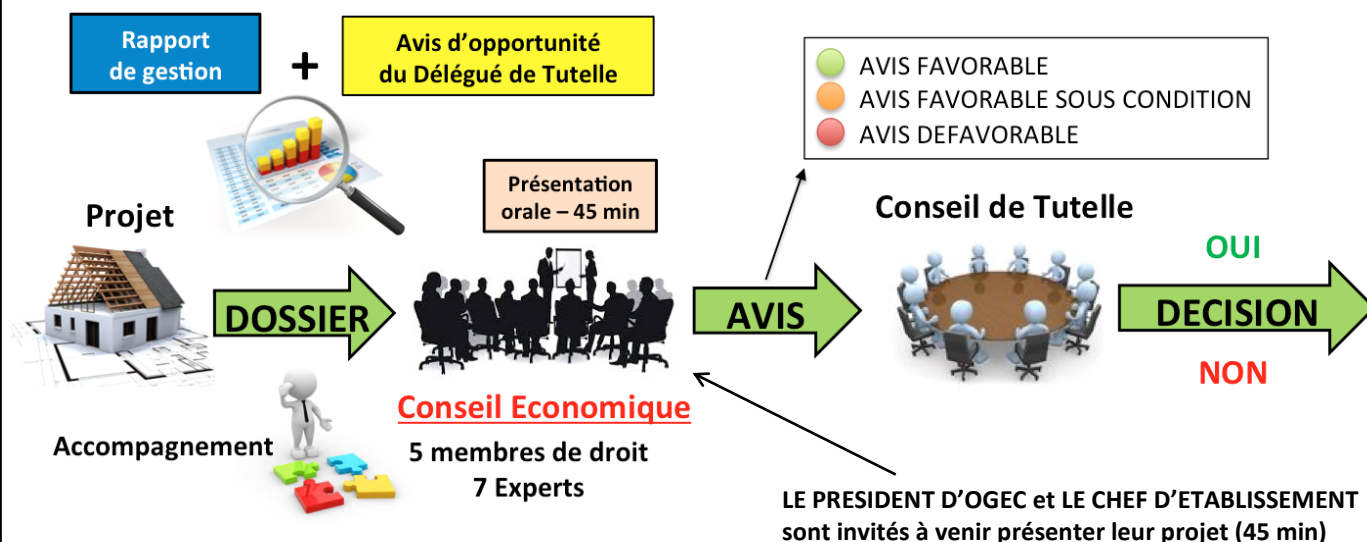 Rapport
de gestion
+
Avis d'opportunité
du Délégué de Tutelle
AVIS FAVORABLE
AVIS FAVORABLE SOUS CONDITION
AVIS DEFAVORABLE
Présentation
orale – 45 min
Projet
Conseil de Tutelle
OUI
DOSSIER
AVIS
DECISION
NON
Conseil Economique
Accompagnement
5 membres de droit
7 Experts
LE PRESIDENT D'OGEC et LE CHEF D'ETABLISSEMENT
sont invités à venir présenter leur projet (45 min)